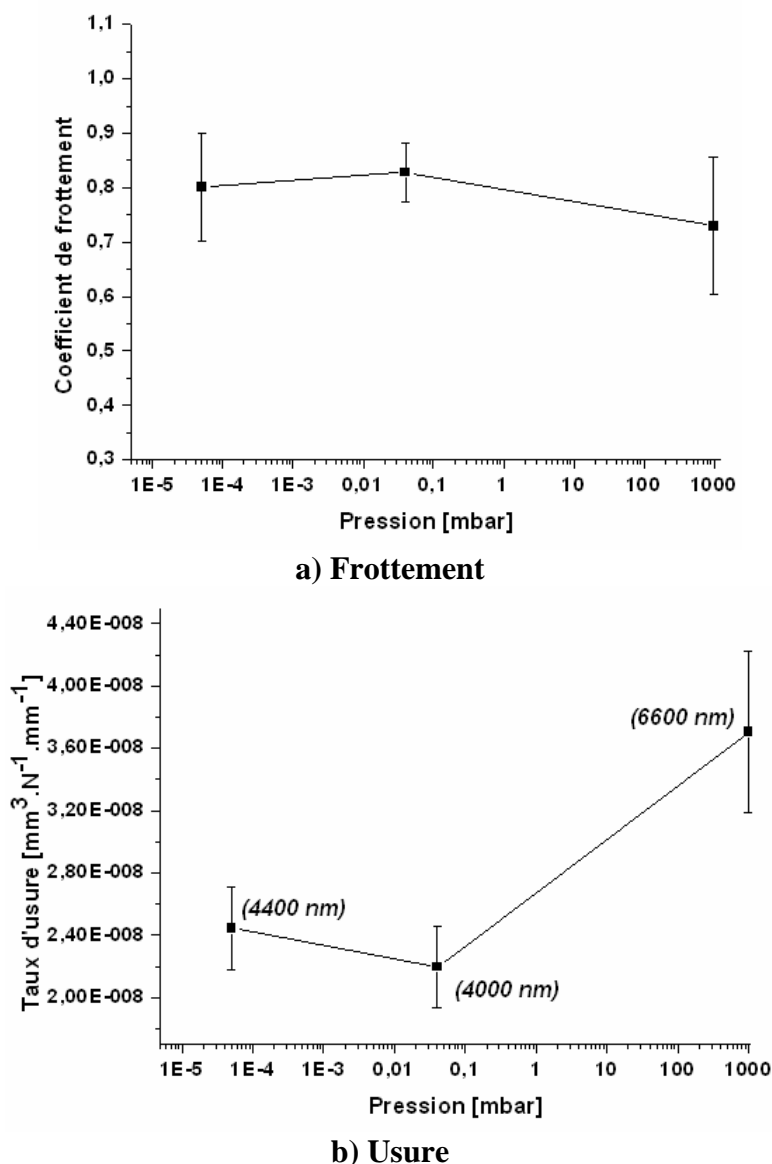 1,1
1,0
0,9
0,8
0,7
0,6
0,5
0,4
0,3
Coefficient de frottement
1E-5 1E-4 1E-3 0,01 0,1 1 10 100 1000
Pression [mbar]
a) Frottement
4,40E-008
4,00E-008
3,60E-008
3,20E-008
2,80E-008
2,40E-008
2,00E-008
Taux d'usure [mm³.N⁻¹.mm⁻¹]
(6600 nm)
(4400 nm)
(4000 nm)
1E-5 1E-4 1E-3 0,01 0,1 1 10 100 1000
Pression [mbar]
b) Usure